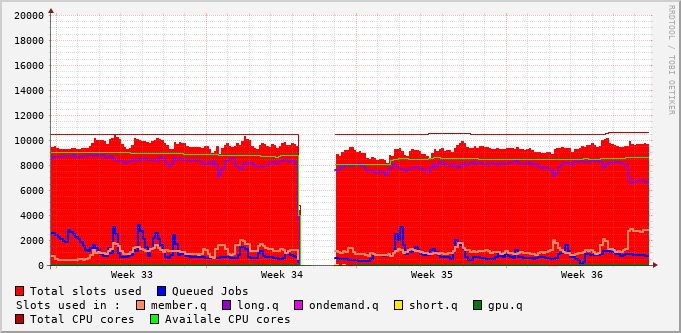 20000
18000
16000
14000
12000
10000
8000
6000
4000
2000
0
Week 33 Week 34 Week 35 Week 36
RRDTOOL / TOBI OETIKER
Total slots used Queued Jobs
Slots used in : member.q long.q ondemand.q short.q gpu.q
Total CPU cores Availale CPU cores